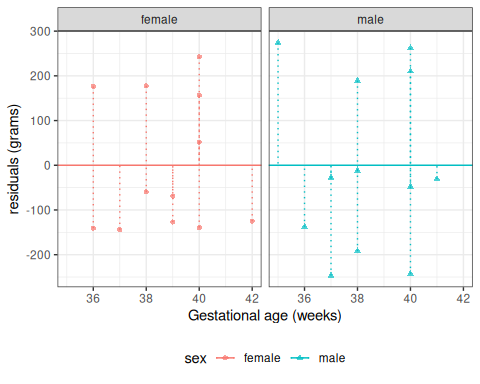 female male
300
200
100
0
-100
-200
residuals (grams)
36 38 40 42 36 38 40 42
Gestational age (weeks)
sex female male